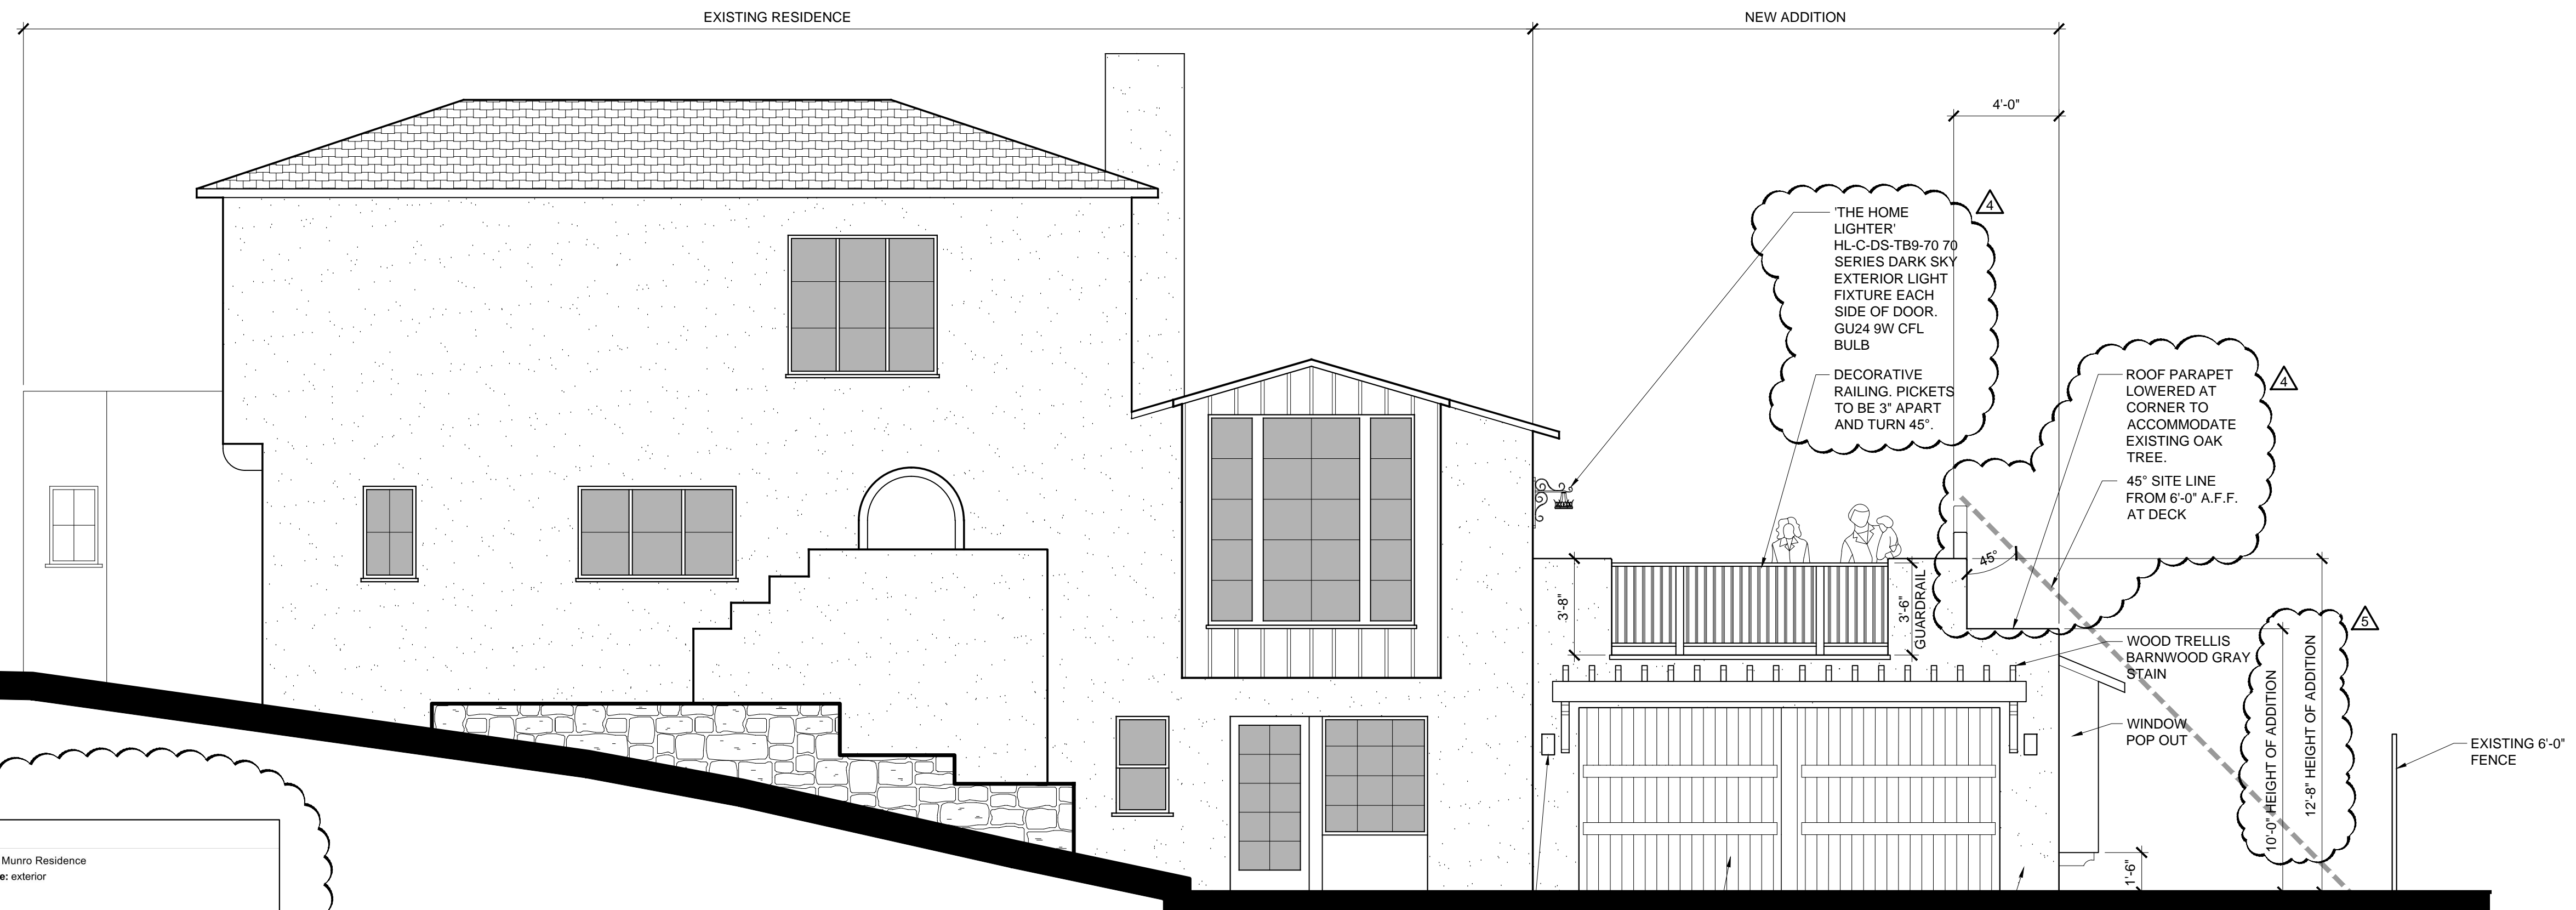 EXISTING RESIDENCE
NEW ADDITION
4'-0"
'THE HOME
LIGHTER'
HL-C-DS-TB9-70 70
SERIES DARK SKY
EXTERIOR LIGHT
FIXTURE EACH
SIDE OF DOOR.
GU24 9W CFL
BULB
4
DECORATIVE
RAILING. PICKETS
TO BE 3" APART
AND TURN 45°.
ROOF PARAPET
LOWERED AT
CORNER TO
ACCOMMODATE
EXISTING OAK
TREE.
4
45° SITE LINE
FROM 6'-0" A.F.F.
AT DECK
45°
3'-8"
3'-6"
GUARDRAIL
WOOD TRELLIS
BARNWOOD GRAY
STAIN
WINDOW
POP OUT
5
10'-0" HEIGHT OF ADDITION
12'-8" HEIGHT OF ADDITION
1'-6"
EXISTING 6'-0"
FENCE
Munro Residence
e: exterior